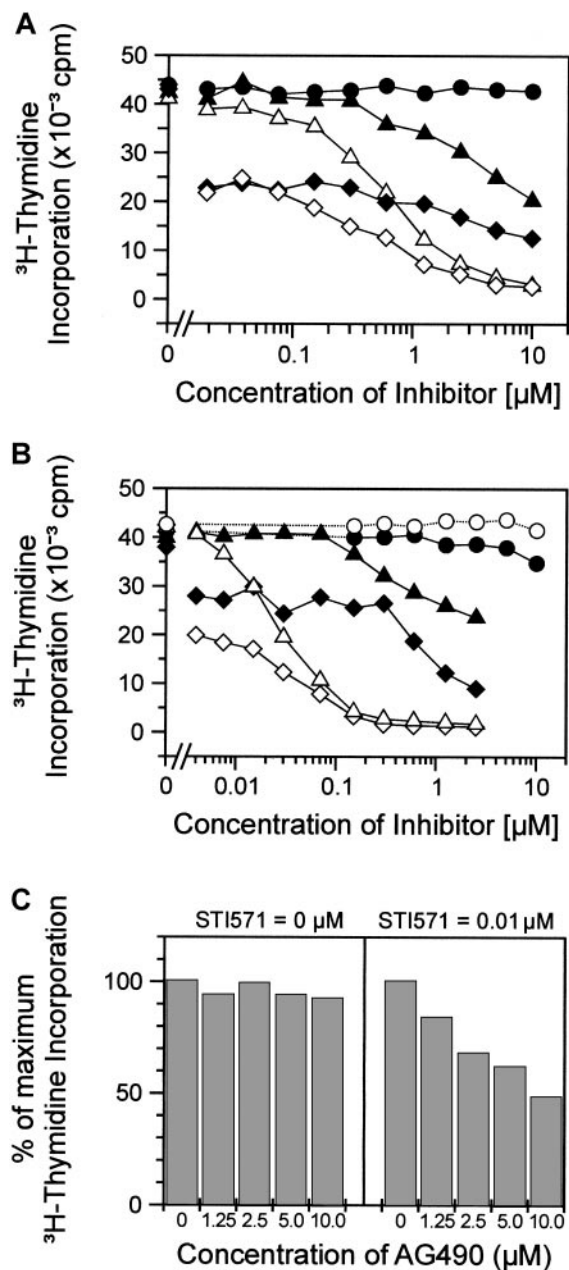 A
³H-Thymidine
Incorporation (x10⁻³ cpm)
50
40
30
20
10
0
0 0.1 1 10
Concentration of Inhibitor [µM]
B
³H-Thymidine
Incorporation (x10⁻³ cpm)
50
40
30
20
10
0
0 0.01 0.1 1 10
Concentration of Inhibitor [µM]
C
STI571 = 0 µM STI571 = 0.01 µM
% of maximum
³H-Thymidine Incorporation
100
50
0
0 1.25 2.5 5.0 10.0 0 1.25 2.5 5.0 10.0
Concentration of AG490 (µM)